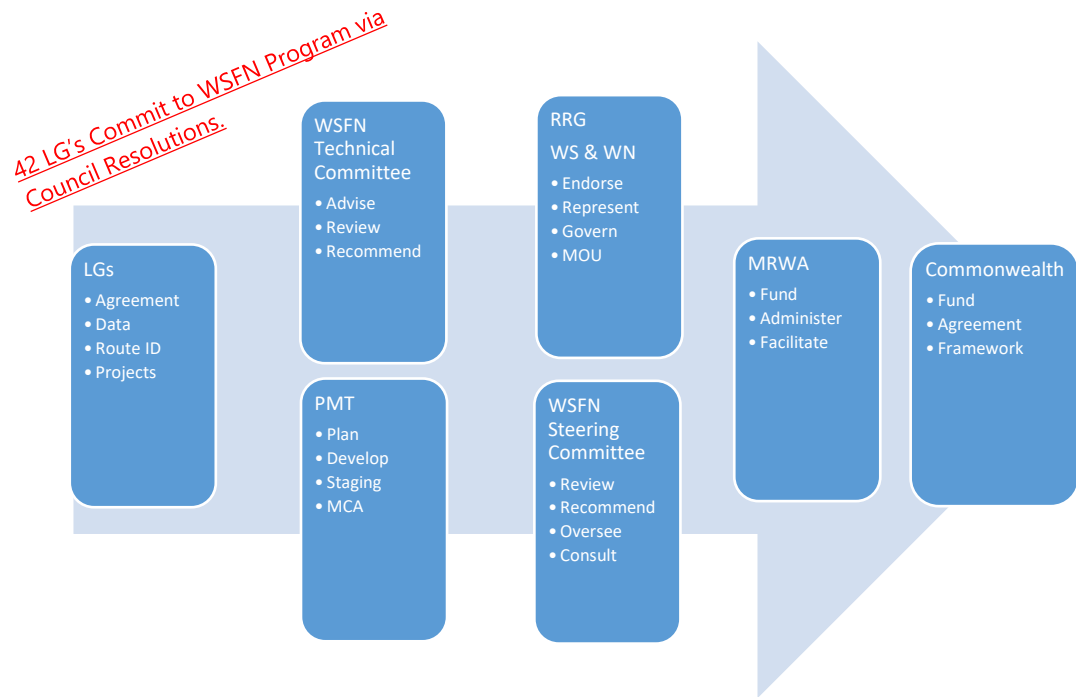 42 LG's Commit to WSFN Program via
Council Resolutions.
LGs
• Agreement
• Data
• Route ID
• Projects
WSFN
Technical
Committee
• Advise
• Review
• Recommend
PMT
• Plan
• Develop
• Staging
• MCA
RRG
WS & WN
• Endorse
• Represent
• Govern
• MOU
WSFN
Steering
Committee
• Review
• Recommend
• Oversee
• Consult
MRWA
• Fund
• Administer
• Facilitate
Commonwealth
• Fund
• Agreement
• Framework